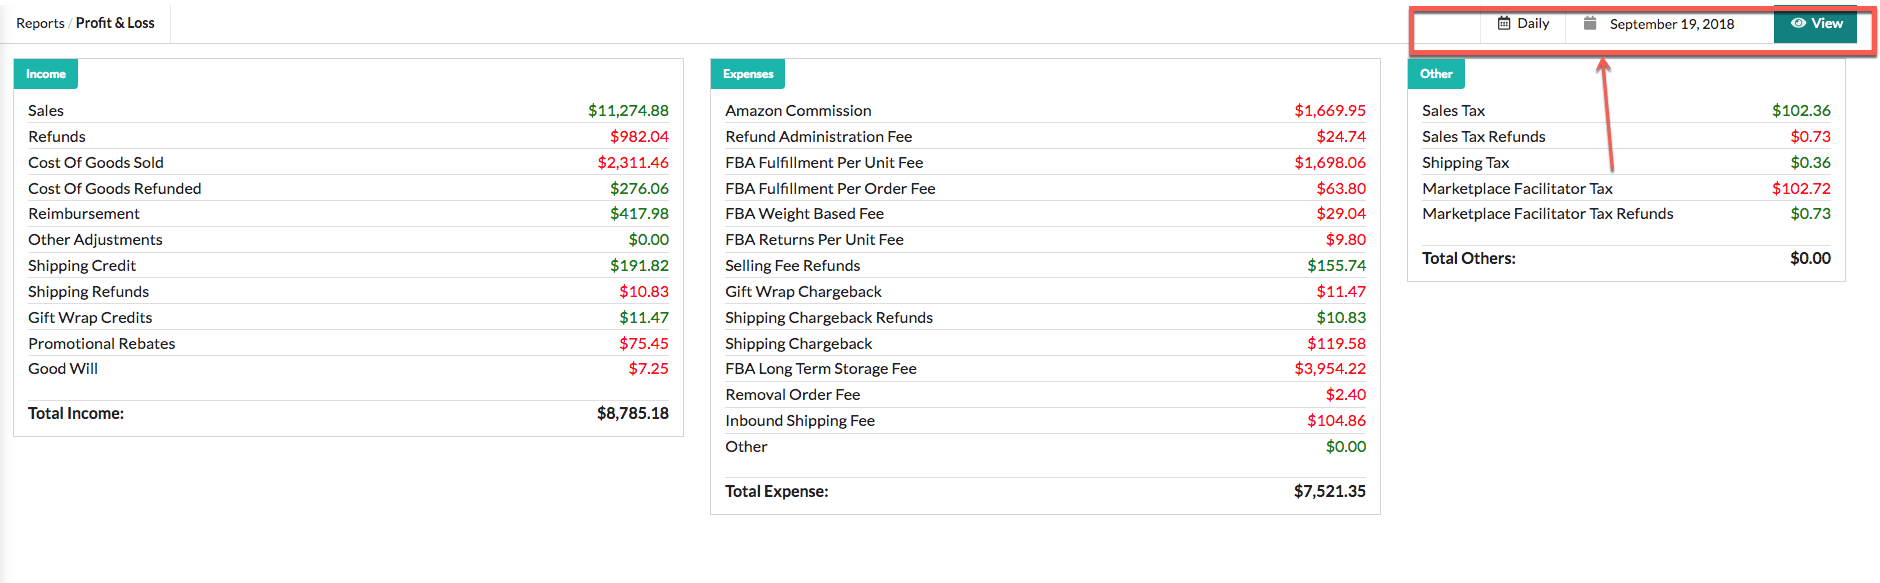 Reports / Profit & Loss
Daily
September 19, 2018
View
Income
Sales $11,274.88
Refunds $982.04
Cost Of Goods Sold $2,311.46
Cost Of Goods Refunded $276.06
Reimbursement $417.98
Other Adjustments $0.00
Shipping Credit $191.82
Shipping Refunds $10.83
Gift Wrap Credits $11.47
Promotional Rebates $75.45
Good Will $7.25
Total Income: $8,785.18
Expenses
Amazon Commission $1,669.95
Refund Administration Fee $24.74
FBA Fulfillment Per Unit Fee $1,698.06
FBA Fulfillment Per Order Fee $63.80
FBA Weight Based Fee $29.04
FBA Returns Per Unit Fee $9.80
Selling Fee Refunds $155.74
Gift Wrap Chargeback $11.47
Shipping Chargeback Refunds $10.83
Shipping Chargeback $119.58
FBA Long Term Storage Fee $3,954.22
Removal Order Fee $2.40
Inbound Shipping Fee $104.86
Other $0.00
Total Expense: $7,521.35
Other
Sales Tax $102.36
Sales Tax Refunds $0.73
Shipping Tax $0.36
Marketplace Facilitator Tax $102.72
Marketplace Facilitator Tax Refunds $0.73
Total Others: $0.00